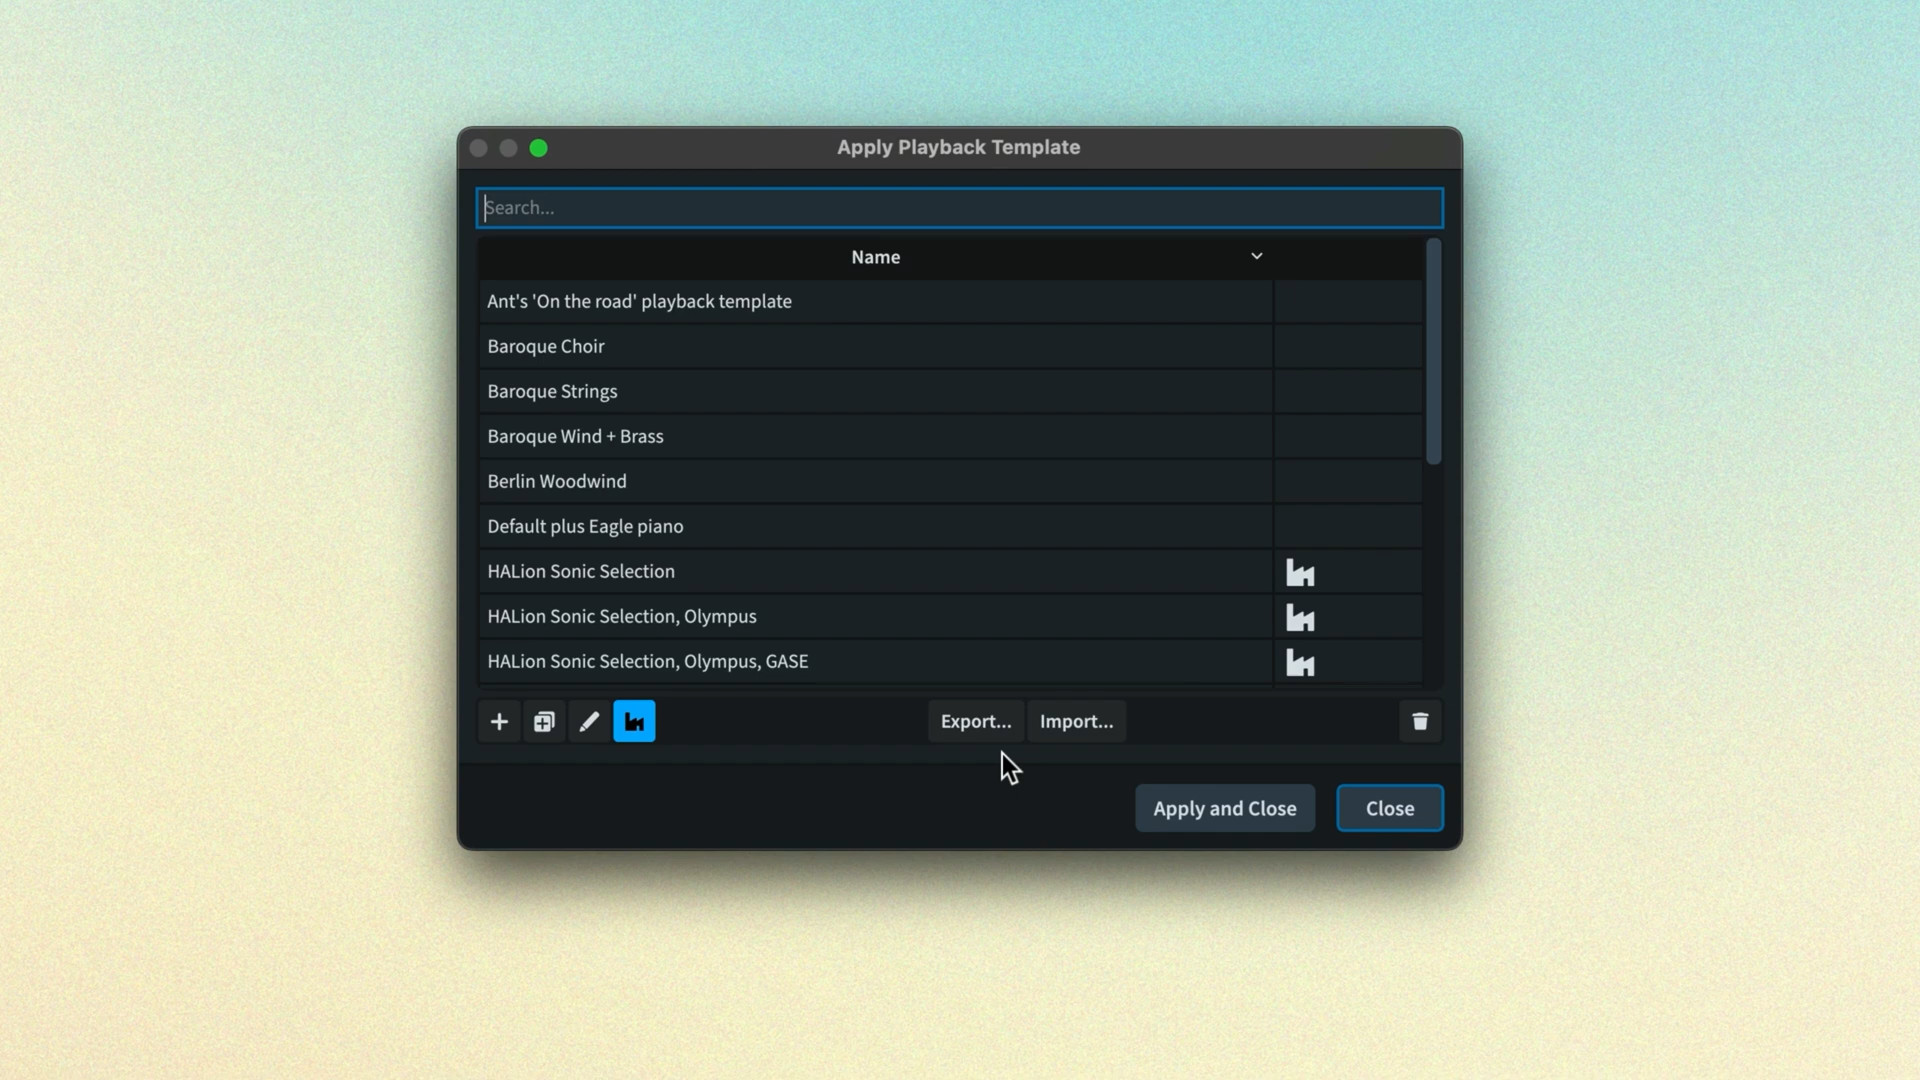 Apply Playback Template
Search...
Name
Ant's 'On the road' playback template
Baroque Choir
Baroque Strings
Baroque Wind + Brass
Berlin Woodwind
Default plus Eagle piano
HALion Sonic Selection
HALion Sonic Selection, Olympus
HALion Sonic Selection, Olympus, GASE
Export... Import...
Apply and Close Close